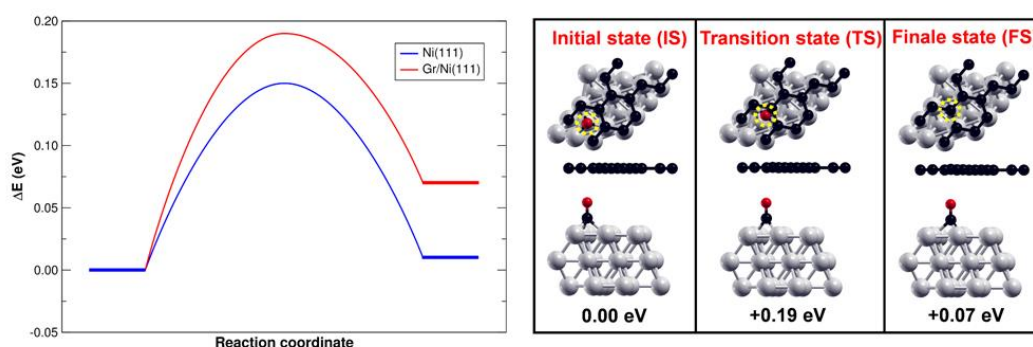 0.20
0.15
0.10
0.05
0.00
-0.05
ΔE (eV)
Reaction coordinate
Ni(111)
Gr/Ni(111)
Initial state (IS)
Transition state (TS)
Finale state (FS)
0.00 eV
+0.19 eV
+0.07 eV